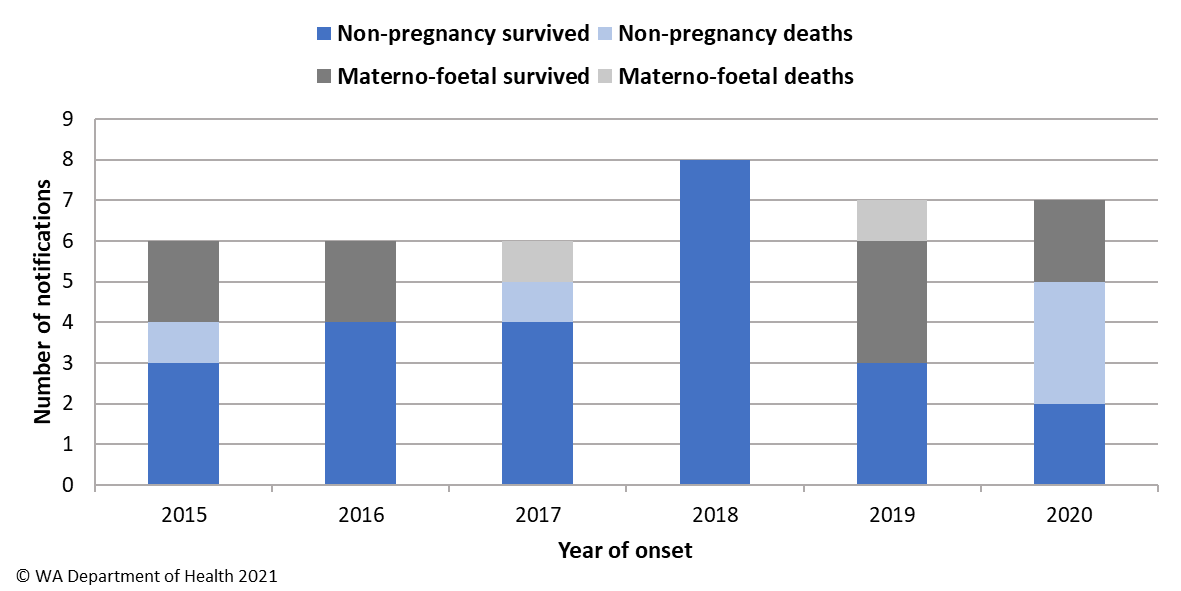 Non-pregnancy survived Non-pregnancy deaths
Materno-foetal survived Materno-foetal deaths
Number of notifications
9
8
7
6
5
4
3
2
1
0
2015 2016 2017 2018 2019 2020
Year of onset
© WA Department of Health 2021